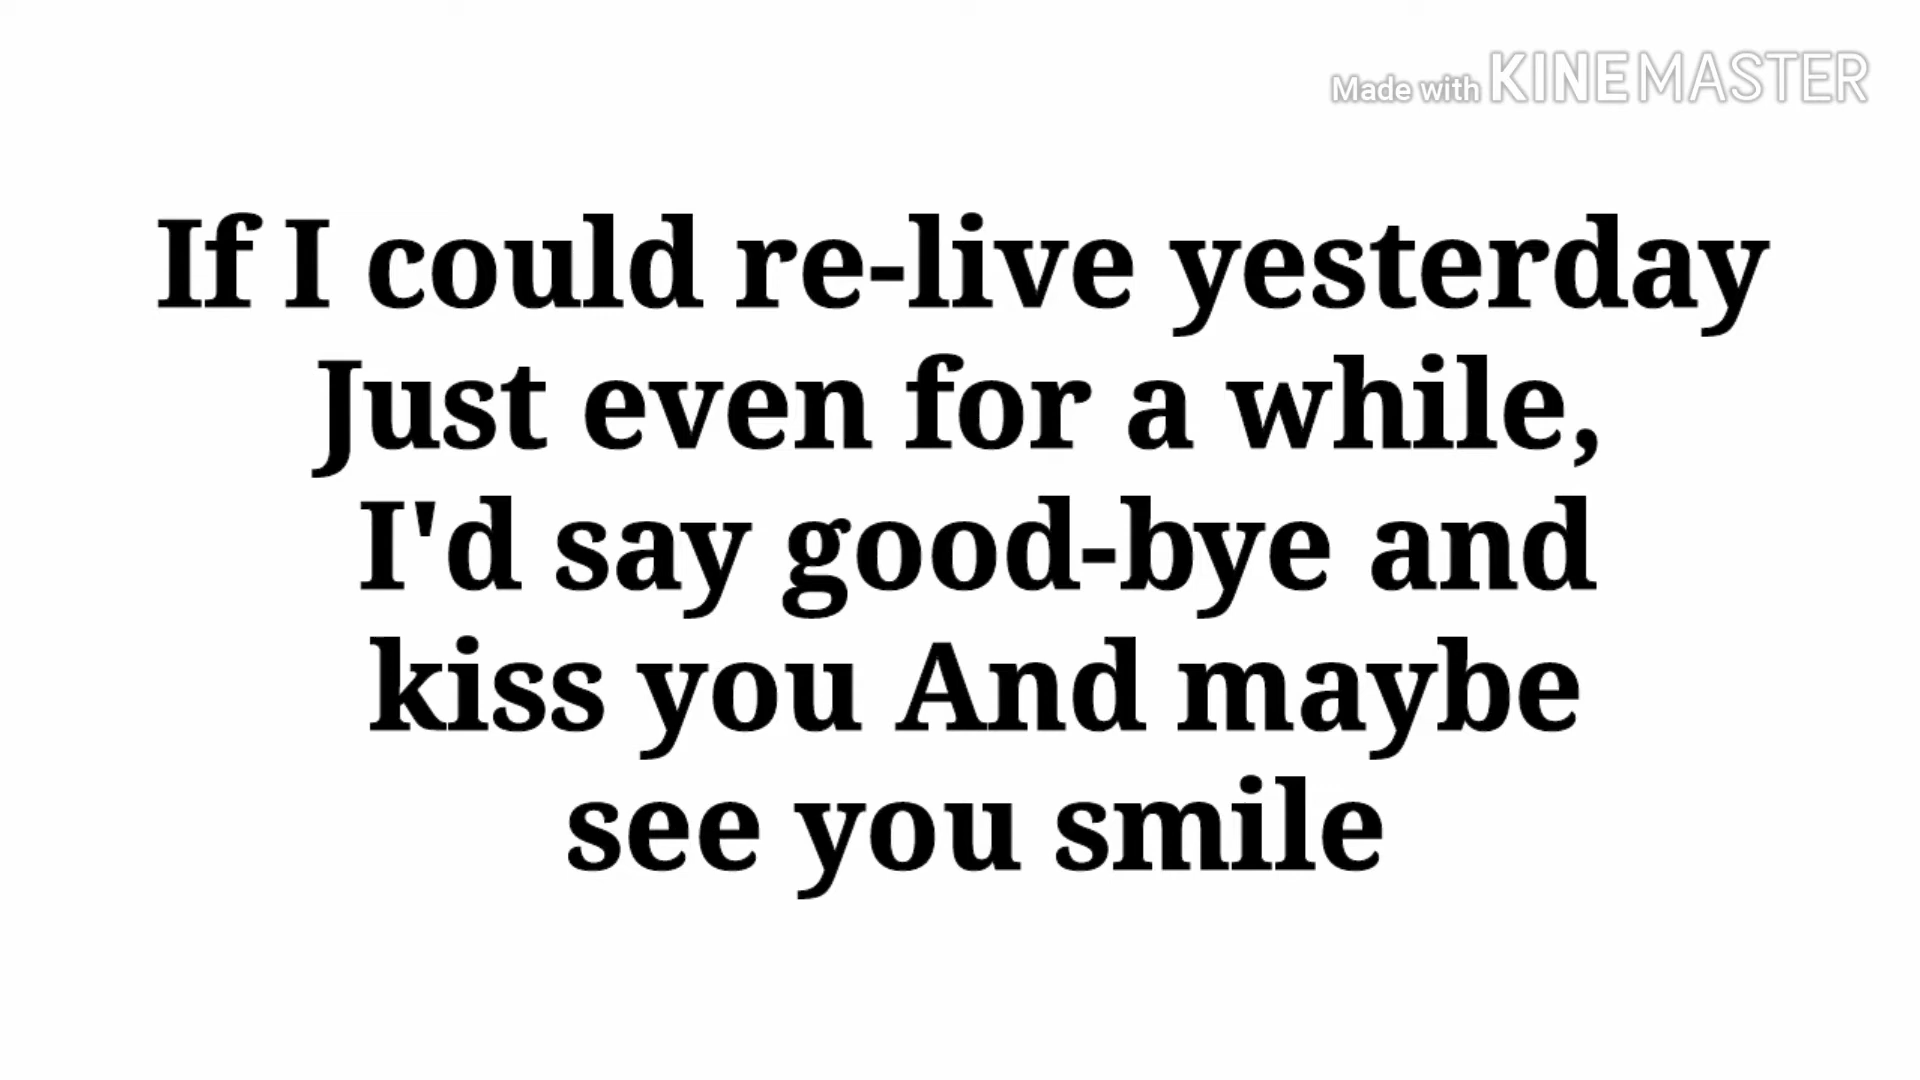 Made with KINEMASTER
If I could re-live yesterday
Just even for a while,
I'd say good-bye and
kiss you And maybe
see you smile